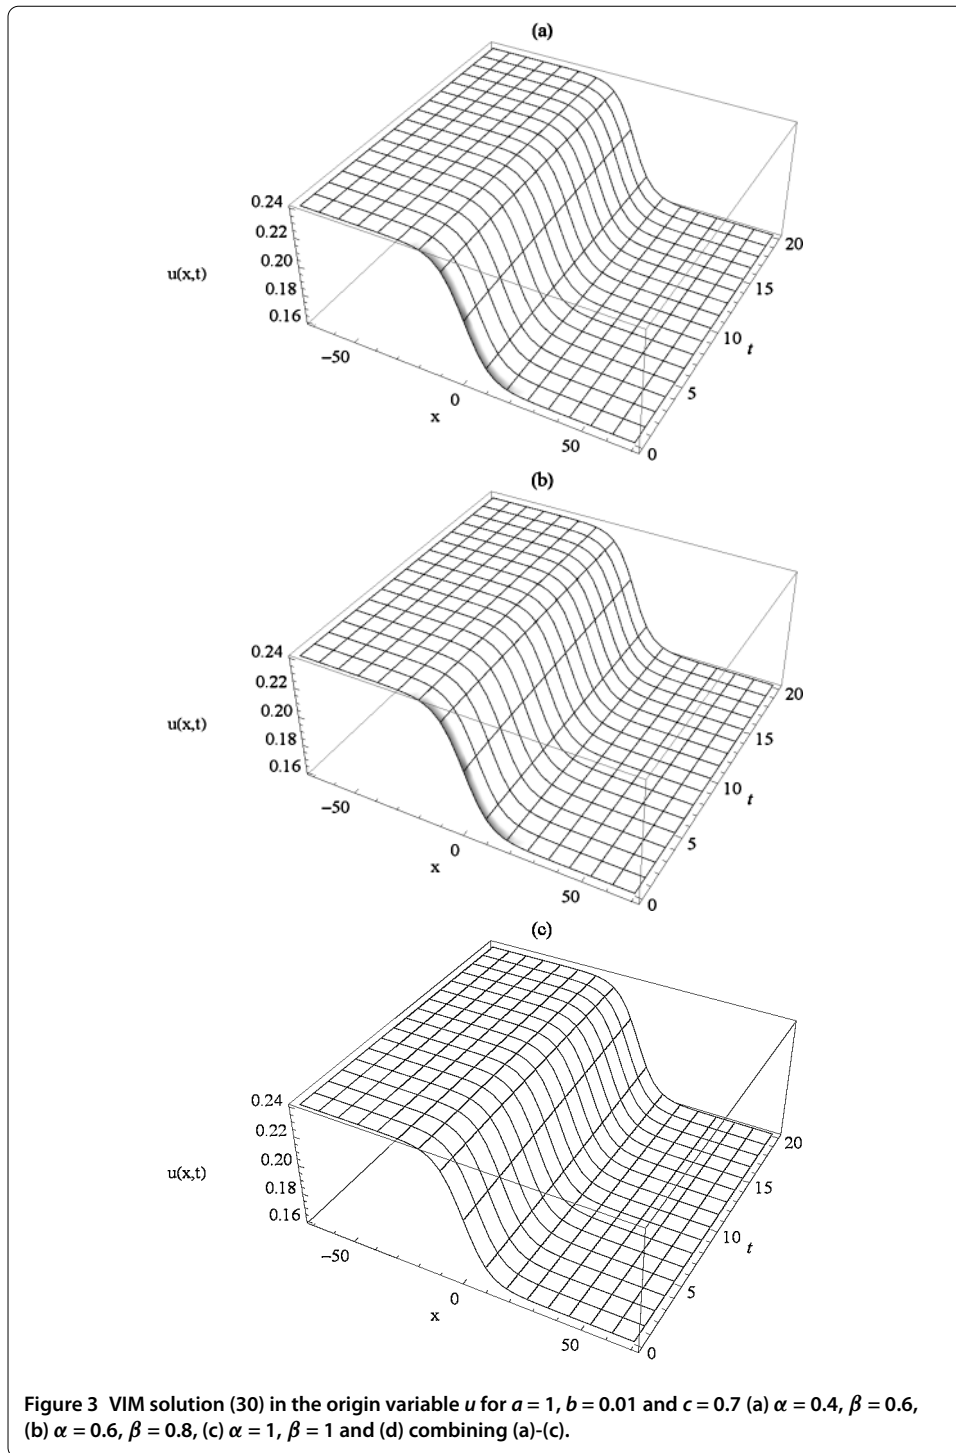 (a)
0.24
0.22
0.20
0.18
0.16
u(x,t)
−50
0
50
x
0
5
10
15
20
t
(b)
0.24
0.22
0.20
0.18
0.16
u(x,t)
−50
0
50
x
0
5
10
15
20
t
(c)
0.24
0.22
0.20
0.18
0.16
u(x,t)
−50
0
50
x
0
5
10
15
20
t
Figure 3 VIM solution (30) in the origin variable u for a = 1, b = 0.01 and c = 0.7 (a) α = 0.4, β = 0.6,
(b) α = 0.6, β = 0.8, (c) α = 1, β = 1 and (d) combining (a)-(c).